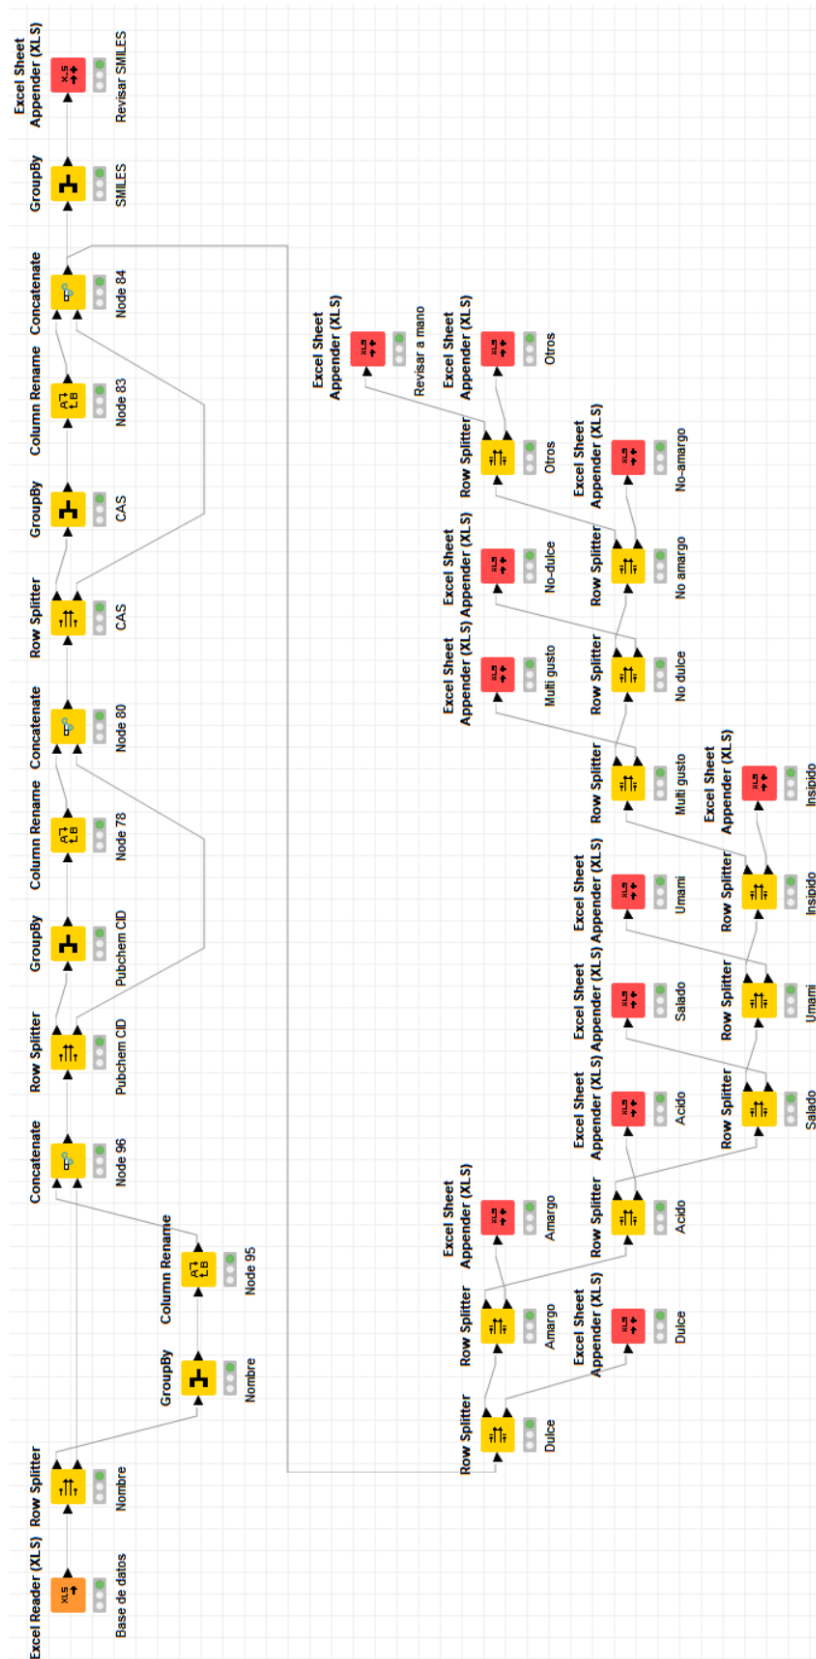 Excel Reader (XLS)
Base de datos
Row Splitter
Nombre
GroupBy
Nombre
Column Rename
Node 95
Concatenate
Node 96
Row Splitter
Pubchem CID
GroupBy
Pubchem CID
Column Rename
Node 78
Concatenate
Node 80
Row Splitter
CAS
GroupBy
CAS
Column Rename
Node 83
Concatenate
Node 84
GroupBy
SMILES
Excel Sheet
Appender (XLS)
Revisar SMILES
Row Splitter
Dulce
Excel Sheet
Appender (XLS)
Dulce
Row Splitter
Amargo
Excel Sheet
Appender (XLS)
Amargo
Row Splitter
Acido
Excel Sheet
Appender (XLS)
Acido
Row Splitter
Salado
Excel Sheet
Appender (XLS)
Salado
Row Splitter
Umami
Excel Sheet
Appender (XLS)
Umami
Row Splitter
Insipido
Excel Sheet
Appender (XLS)
Insipido
Row Splitter
Multi gusto
Excel Sheet
Appender (XLS)
Multi gusto
Row Splitter
No dulce
Excel Sheet
Appender (XLS)
No-dulce
Row Splitter
No amargo
Excel Sheet
Appender (XLS)
No-amargo
Row Splitter
Otros
Excel Sheet
Appender (XLS)
Otros
Excel Sheet
Appender (XLS)
Revisar a mano